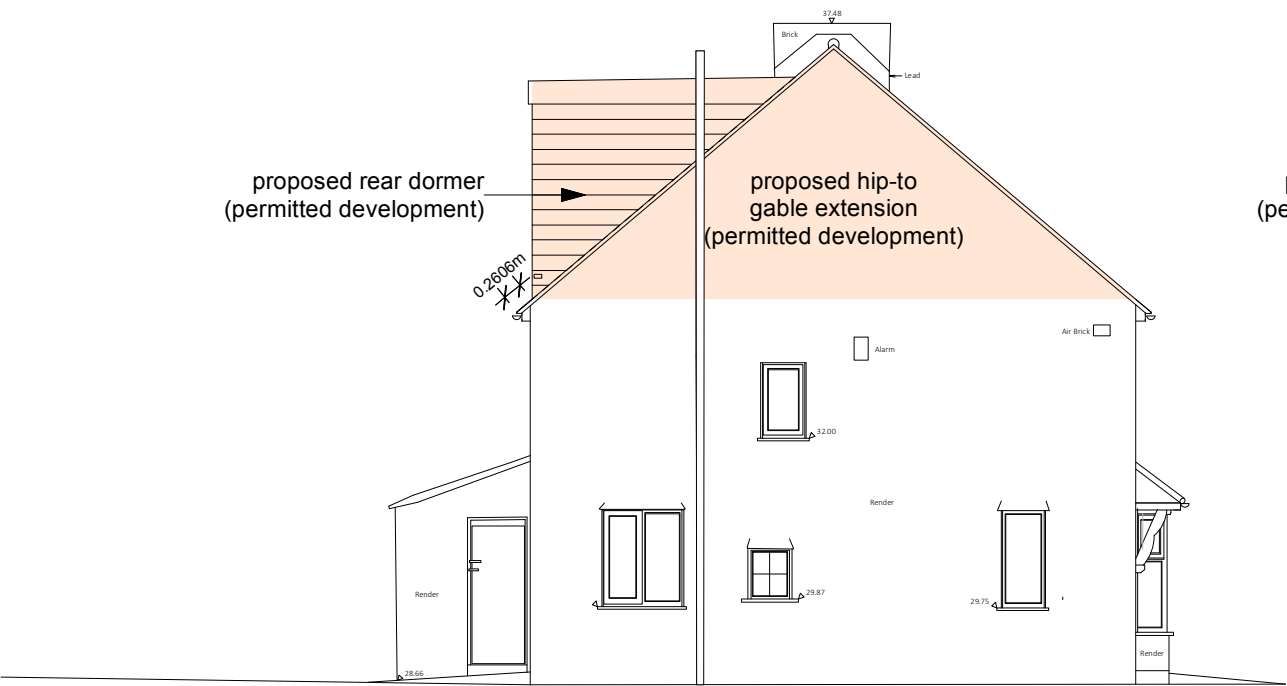 37.48
Brick
Lead
proposed rear dormer
(permitted development)
proposed hip-to
gable extension
(permitted development)
(pe
0.2606m
Air Brick
Alarm
32.00
Render
29.87
29.75
Render
Render
28.66